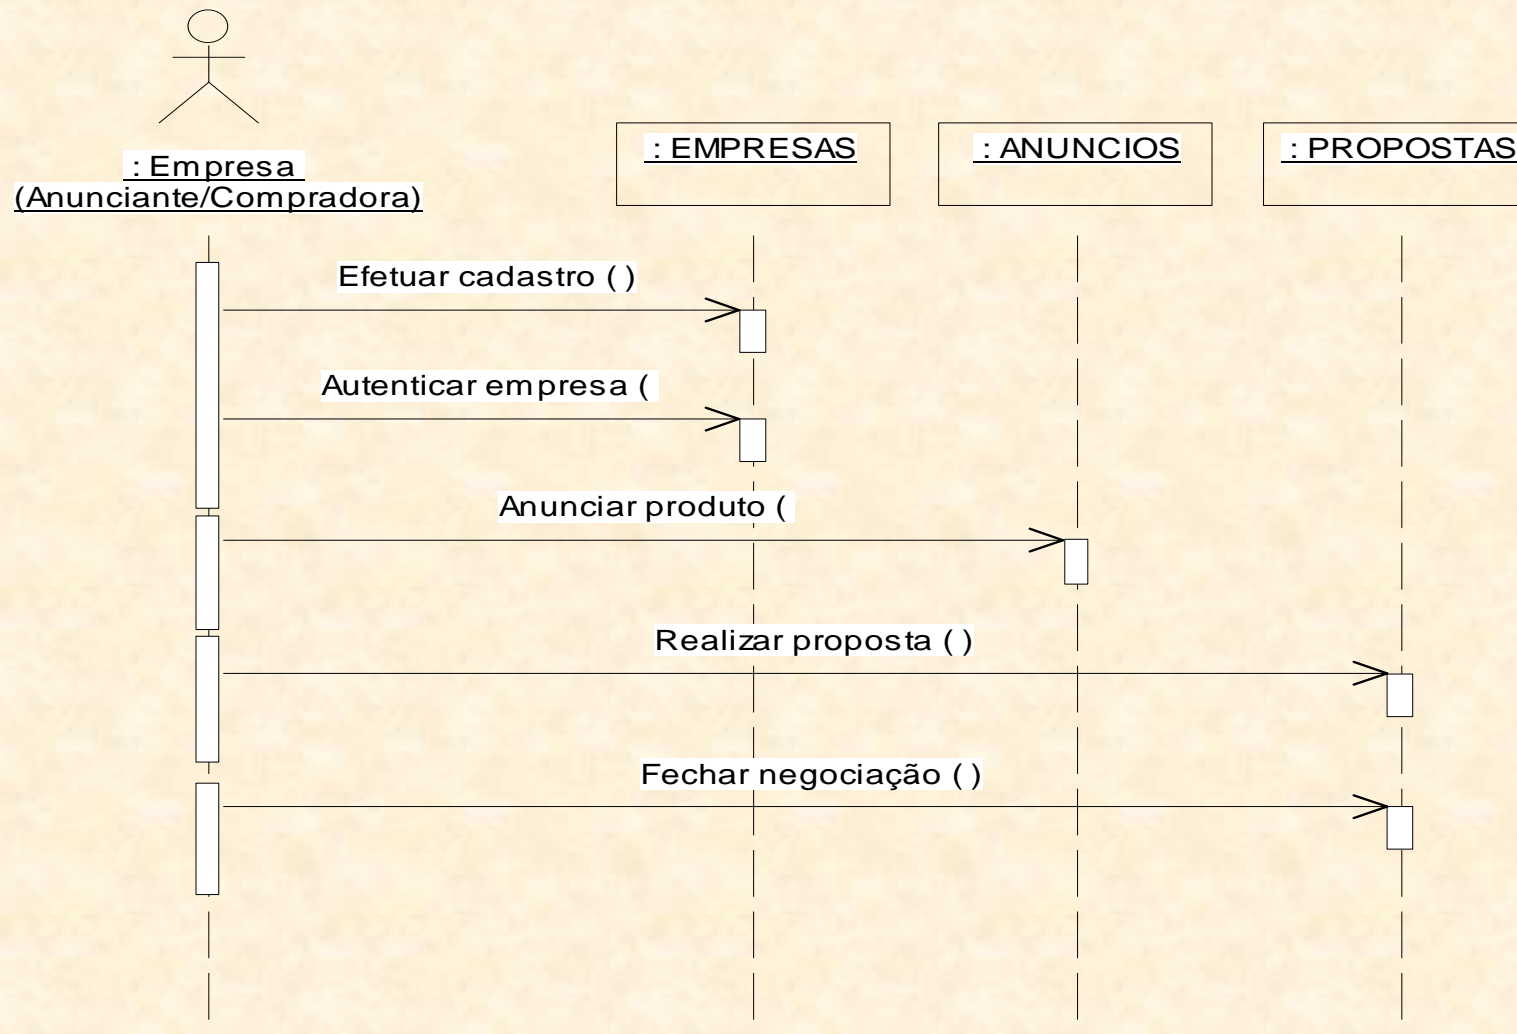 : Empresa
(Anunciante/Compradora)
: EMPRESAS
: ANUNCIOS
: PROPOSTAS
Efetuar cadastro ( )
Autenticar empresa (
Anunciar produto (
Realizar proposta ( )
Fechar negociação ( )